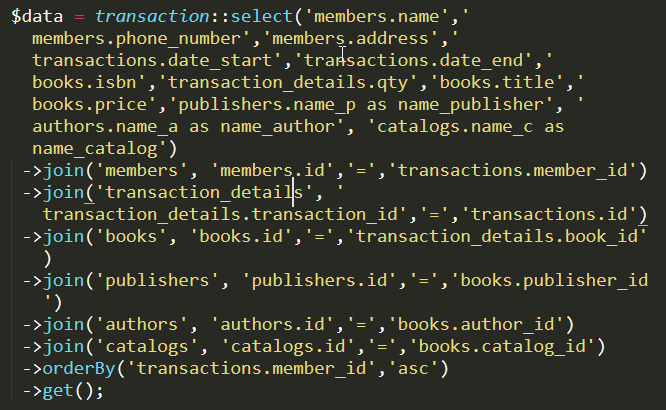 $data = transaction::select('members.name','
members.phone_number','members.address','
transactions.date_start','transactions.date_end','
books.isbn','transaction_details.qty','books.title','
books.price','publishers.name_p as name_publisher', '
authors.name_a as name_author', 'catalogs.name_c as
name_catalog')
->join('members', 'members.id','=','transactions.member_id')
->join('transaction_details', '
transaction_details.transaction_id','=','transactions.id')
->join('books', 'books.id','=','transaction_details.book_id'
)
->join('publishers', 'publishers.id','=','books.publisher_id
')
->join('authors', 'authors.id','=','books.author_id')
->join('catalogs', 'catalogs.id','=','books.catalog_id')
->orderBy('transactions.member_id','asc')
->get();